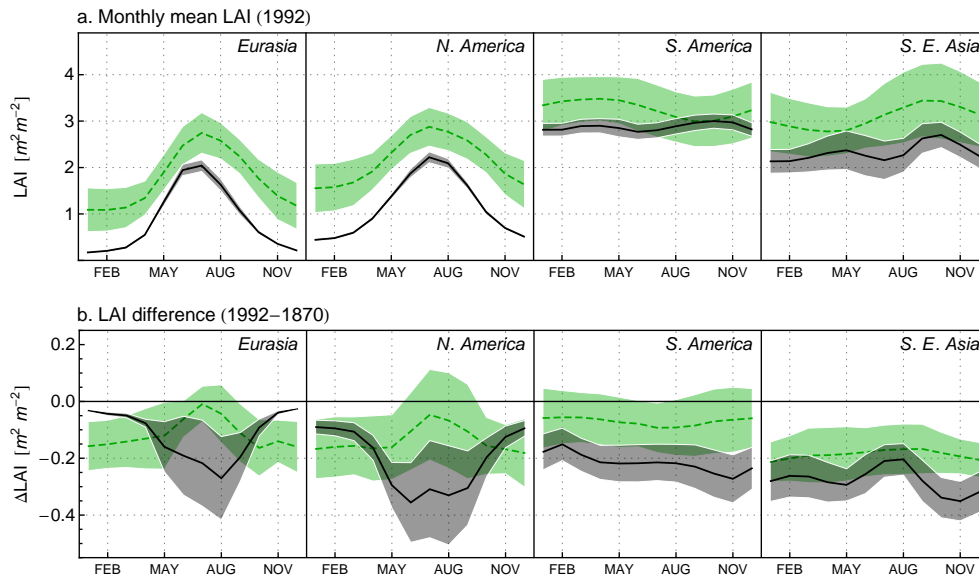 a. Monthly mean LAI (1992)
Eurasia N. America S. America S. E. Asia
LAI [m² m⁻²]
4
3
2
1
FEB MAY AUG NOV FEB MAY AUG NOV FEB MAY AUG NOV FEB MAY AUG NOV
b. LAI difference (1992−1870)
Eurasia N. America S. America S. E. Asia
ΔLAI [m² m⁻²]
0.2
0.0
−0.2
−0.4
FEB MAY AUG NOV FEB MAY AUG NOV FEB MAY AUG NOV FEB MAY AUG NOV